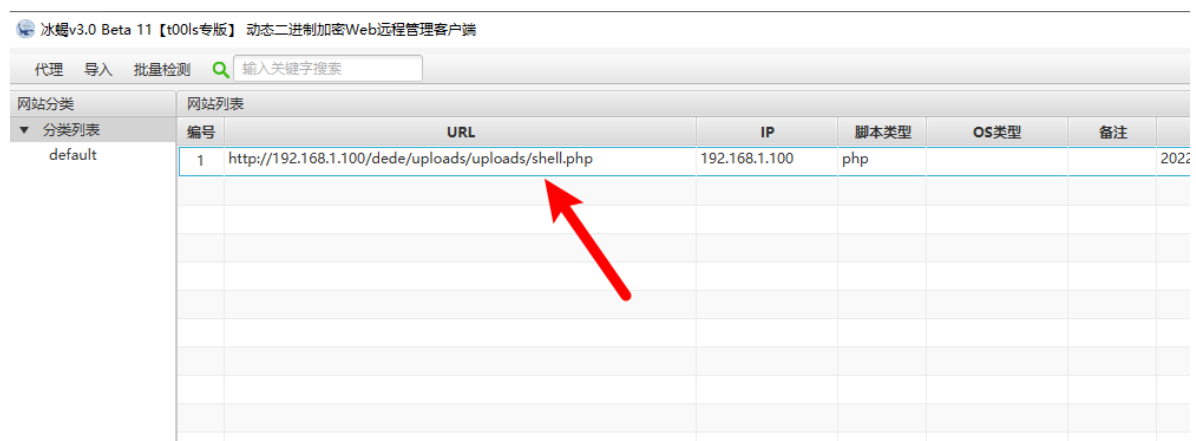 冰蝎v3.0 Beta 11【t00ls专版】 动态二进制加密Web远程管理客户端
代理 导入 批量检测 输入关键字搜索
网站分类 网站列表
分类列表 编号 URL IP 脚本类型 OS类型 备注
default 1 http://192.168.1.100/dede/uploads/uploads/shell.php 192.168.1.100 php 2022